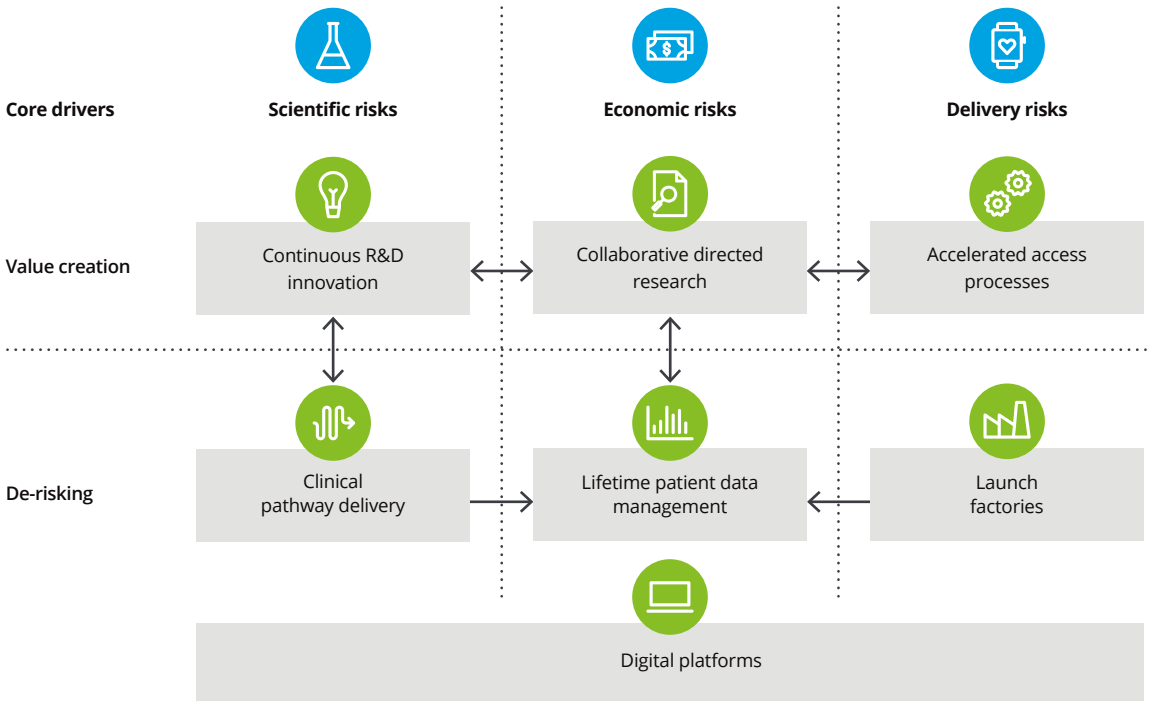 $
Core drivers
Scientific risks
Economic risks
Delivery risks
Value creation
Continuous R&D
innovation
Collaborative directed
research
Accelerated access
processes
De-risking
Clinical
pathway delivery
Lifetime patient data
management
Launch
factories
Digital platforms